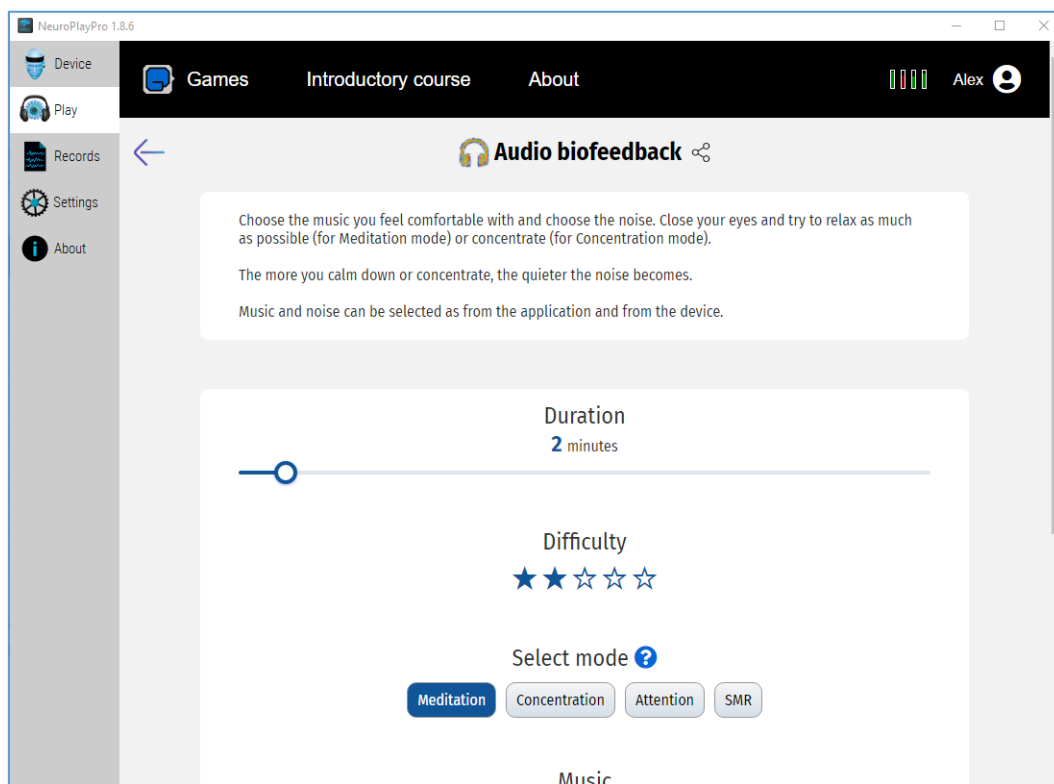 NeuroPlayPro 1.8.6
Device
Play
Records
Settings
About
Games Introductory course About Alex
Audio biofeedback
Choose the music you feel comfortable with and choose the noise. Close your eyes and try to relax as much
as possible (for Meditation mode) or concentrate (for Concentration mode).
The more you calm down or concentrate, the quieter the noise becomes.
Music and noise can be selected as from the application and from the device.
Duration
2 minutes
Difficulty
Select mode ?
Meditation Concentration Attention SMR
Music